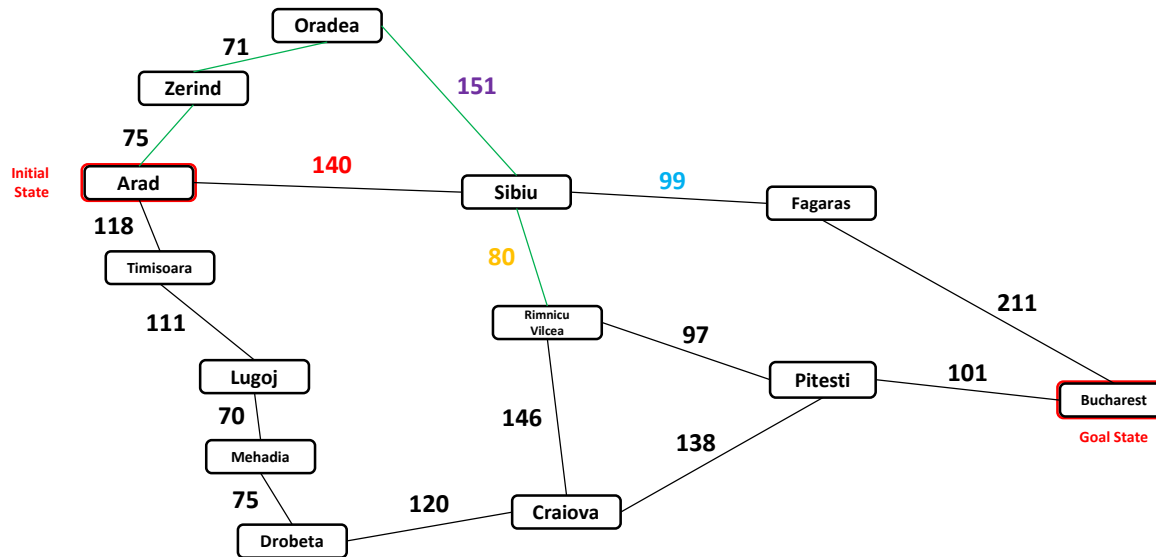 Oradea
71
Zerind
151
75
Initial
State
Arad
140
Sibiu
99
Fagaras
118
Timisoara
80
111
Rimnicu
Vilcea
211
97
Lugoj
Pitesti
101
Bucharest
70
146
138
Goal State
Mehadia
75
120
Craiova
Drobeta